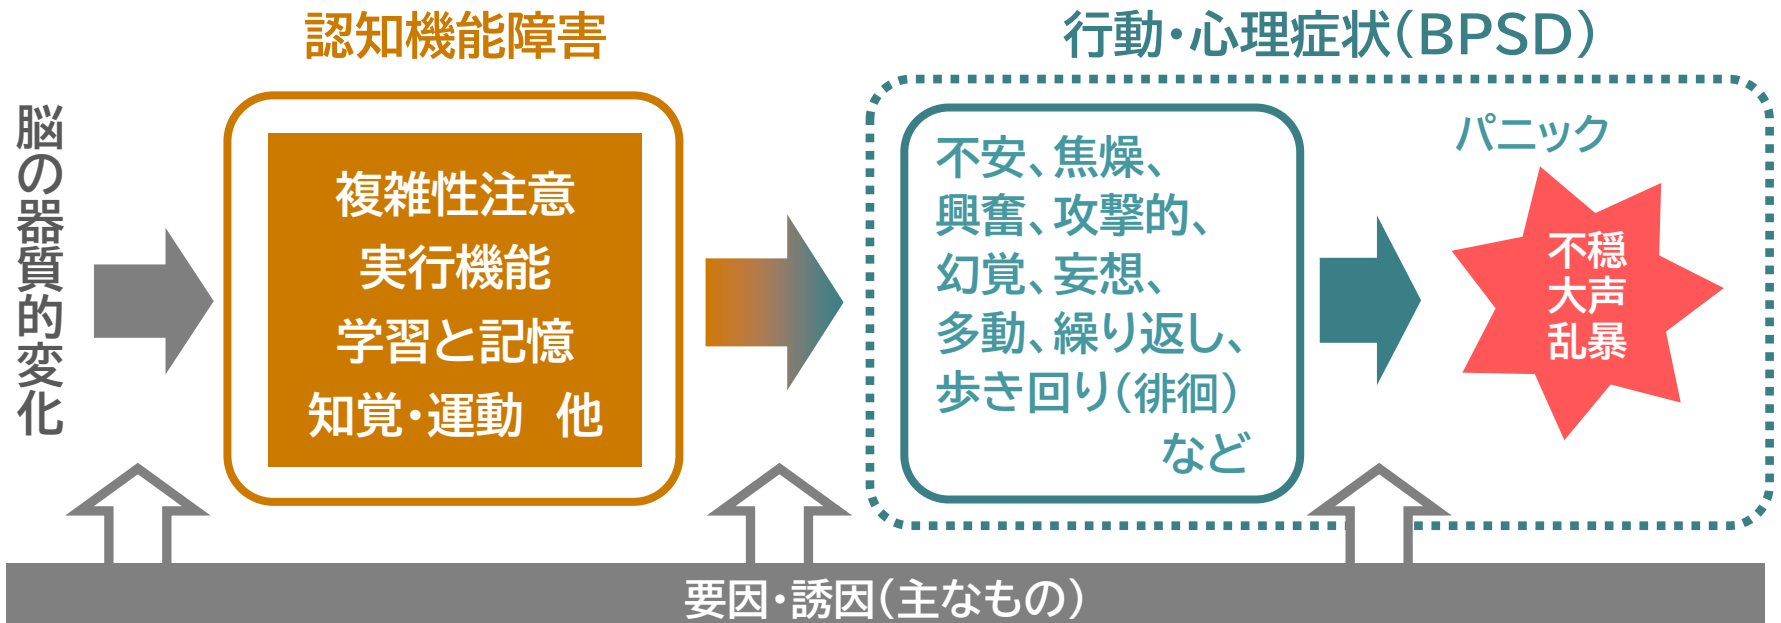 認知機能障害
行動・心理症状（BPSD）
脳の器質的変化
複雑性注意
実行機能
学習と記憶
知覚・運動　他
不安、焦燥、
興奮、攻撃的、
幻覚、妄想、
多動、繰り返し、
歩き回り（徘徊）
など
パニック
不穏
大声
乱暴
要因・誘因（主なもの）